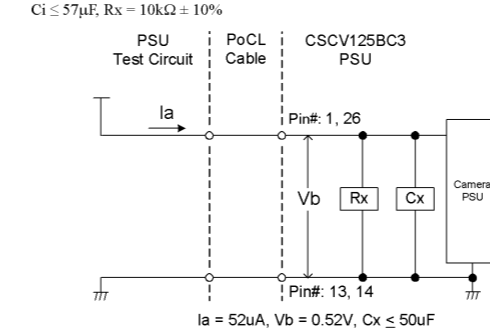 Ci ≤ 57µF, Rx = 10kΩ ± 10%
PSU
Test Circuit
PoCL
Cable
CSCV125BC3
PSU
Ia
Pin#: 1, 26
Vb
Rx
Cx
Camera
PSU
Pin#: 13, 14
Ia = 52uA, Vb = 0.52V, Cx ≤ 50uF